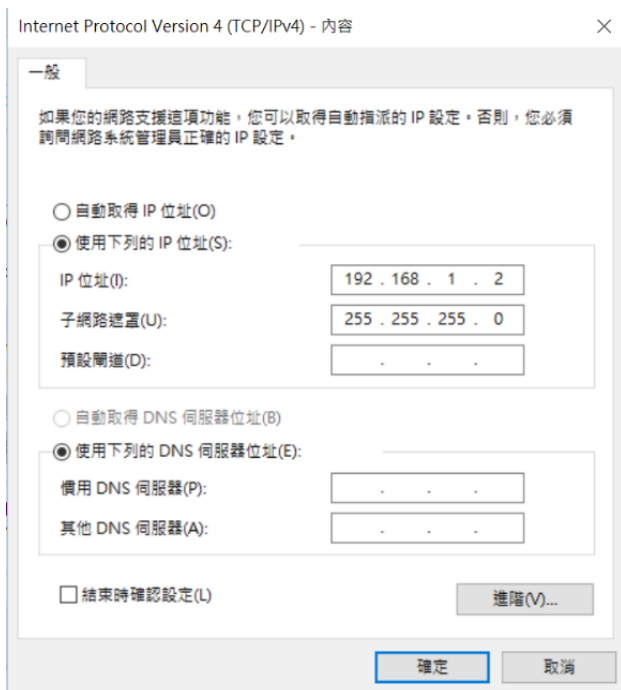 Internet Protocol Version 4 (TCP/IPv4) - 內容
一般
如果您的網路支援這項功能，您可以取得自動指派的 IP 設定。否則，您必須
詢問網路系統管理員正確的 IP 設定。
自動取得 IP 位址(O)
使用下列的 IP 位址(S):
IP 位址(I): 192 . 168 . 1 . 2
子網路遮罩(U): 255 . 255 . 255 . 0
預設閘道(D): . . .
自動取得 DNS 伺服器位址(B)
使用下列的 DNS 伺服器位址(E):
慣用 DNS 伺服器(P): . . .
其他 DNS 伺服器(A): . . .
結束時確認設定(L)
進階(V)...
確定 取消